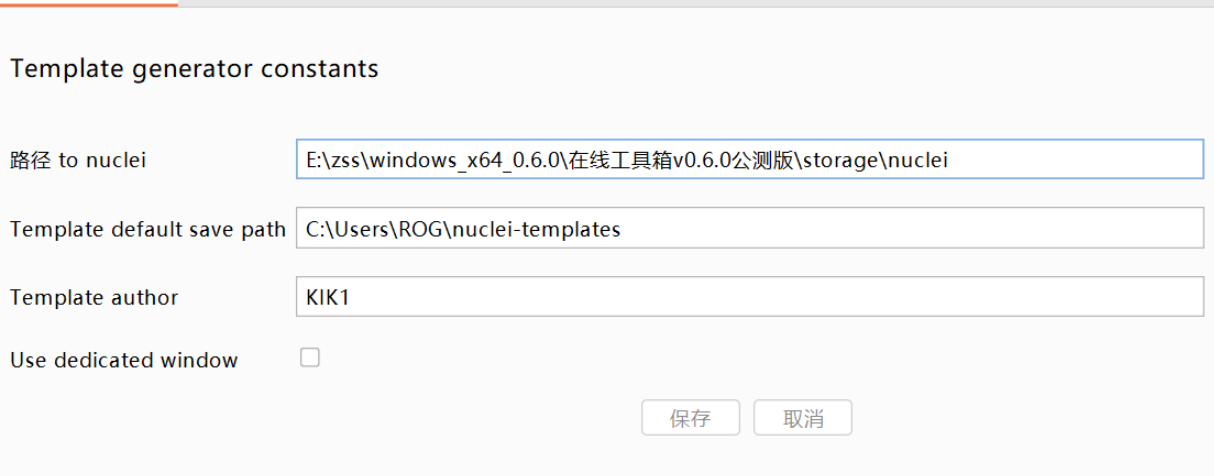 Template generator constants
路径 to nuclei
E:\zss\windows_x64_0.6.0\在线工具箱v0.6.0公测版\storage\nuclei
Template default save path
C:\Users\ROG\nuclei-templates
Template author
KIK1
Use dedicated window
保存
取消